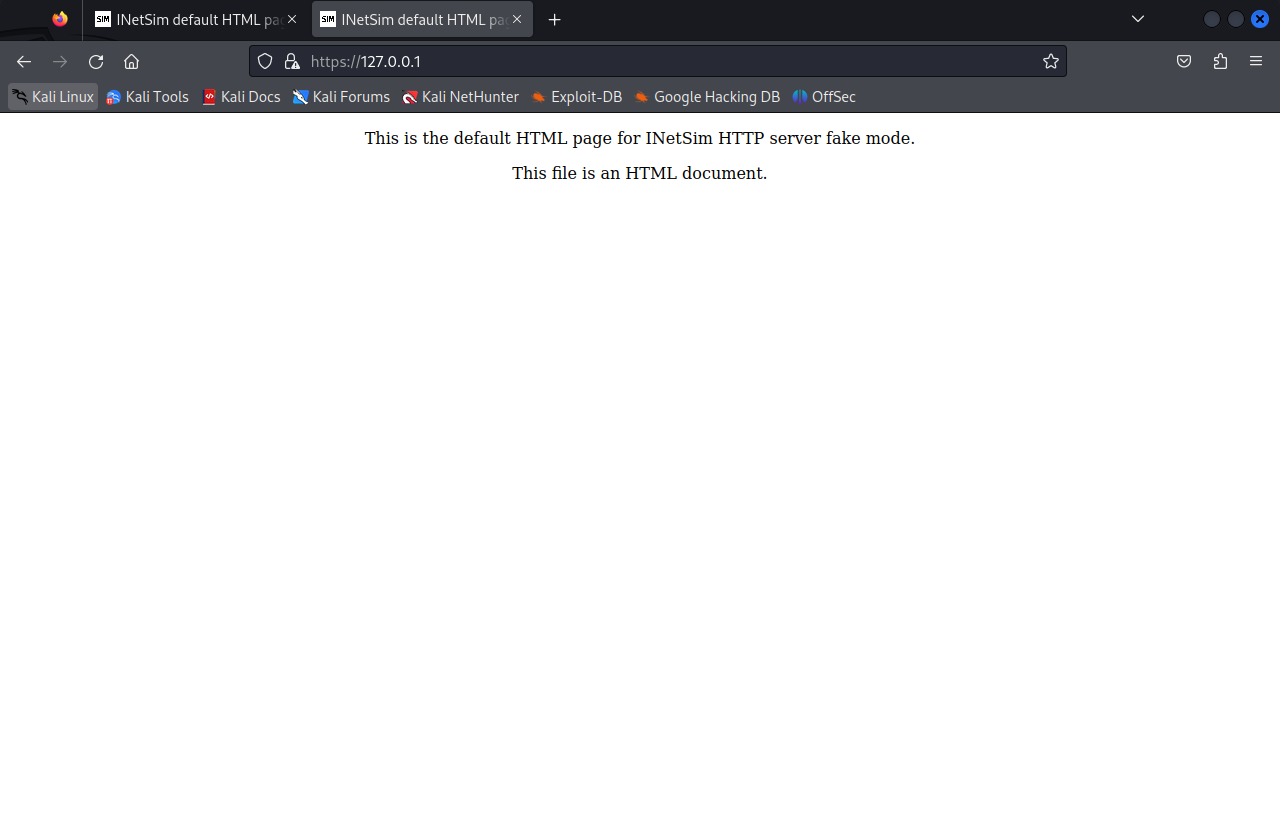 SIM INetSim default HTML pa SIM INetSim default HTML pa
https://127.0.0.1
Kali Linux Kali Tools Kali Docs Kali Forums Kali NetHunter Exploit-DB Google Hacking DB OffSec
This is the default HTML page for INetSim HTTP server fake mode.
This file is an HTML document.